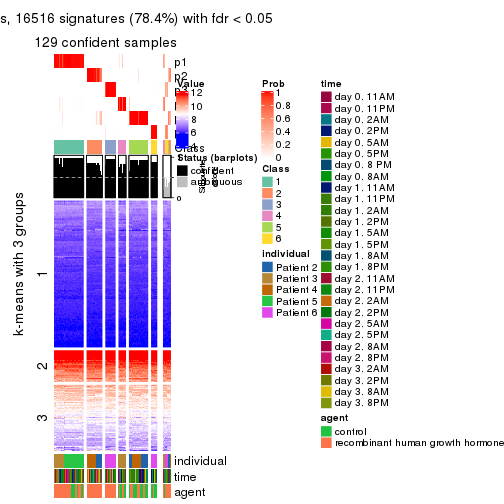 s, 16516 signatures (78.4%) with fdr < 0.05
129 confident samples
p1
p2
p3
Class
Silhouette
score
0
k-means with 3 groups
1
2
3
individual
time
agent
Value
12
10
8
6
4
Status (barplots)
confident
ambiguous
Prob
1
0.8
0.6
0.4
0.2
0
Class
1
2
3
4
5
6
individual
Patient 2
Patient 3
Patient 4
Patient 5
Patient 6
time
day 0. 11AM
day 0. 11PM
day 0. 2AM
day 0. 2PM
day 0. 5AM
day 0. 5PM
day 0. 8 PM
day 0. 8AM
day 1. 11AM
day 1. 11PM
day 1. 2AM
day 1. 2PM
day 1. 5AM
day 1. 5PM
day 1. 8AM
day 1. 8PM
day 2. 11AM
day 2. 11PM
day 2. 2AM
day 2. 2PM
day 2. 5AM
day 2. 5PM
day 2. 8AM
day 2. 8PM
day 3. 2AM
day 3. 2PM
day 3. 8AM
day 3. 8PM
agent
control
recombinant human growth hormone